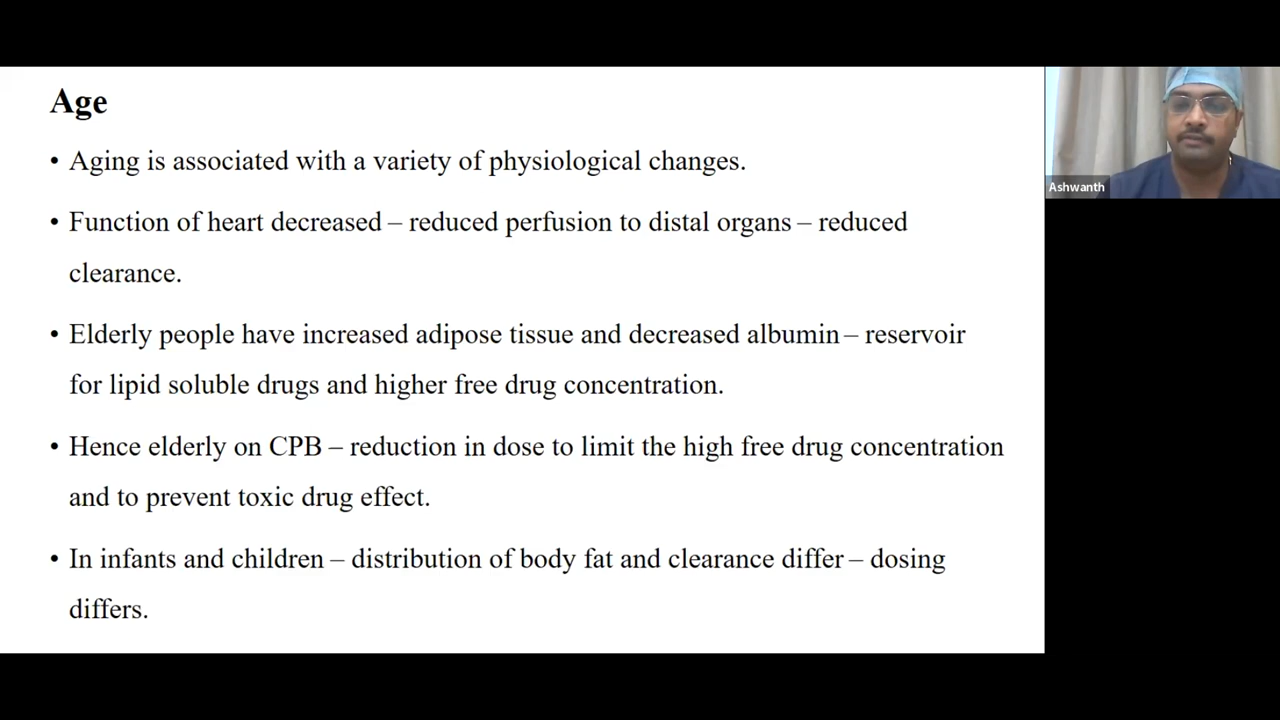 Age
• Aging is associated with a variety of physiological changes.
• Function of heart decreased – reduced perfusion to distal organs – reduced
clearance.
• Elderly people have increased adipose tissue and decreased albumin – reservoir
for lipid soluble drugs and higher free drug concentration.
• Hence elderly on CPB – reduction in dose to limit the high free drug concentration
and to prevent toxic drug effect.
• In infants and children – distribution of body fat and clearance differ – dosing
differs.
Ashwanth